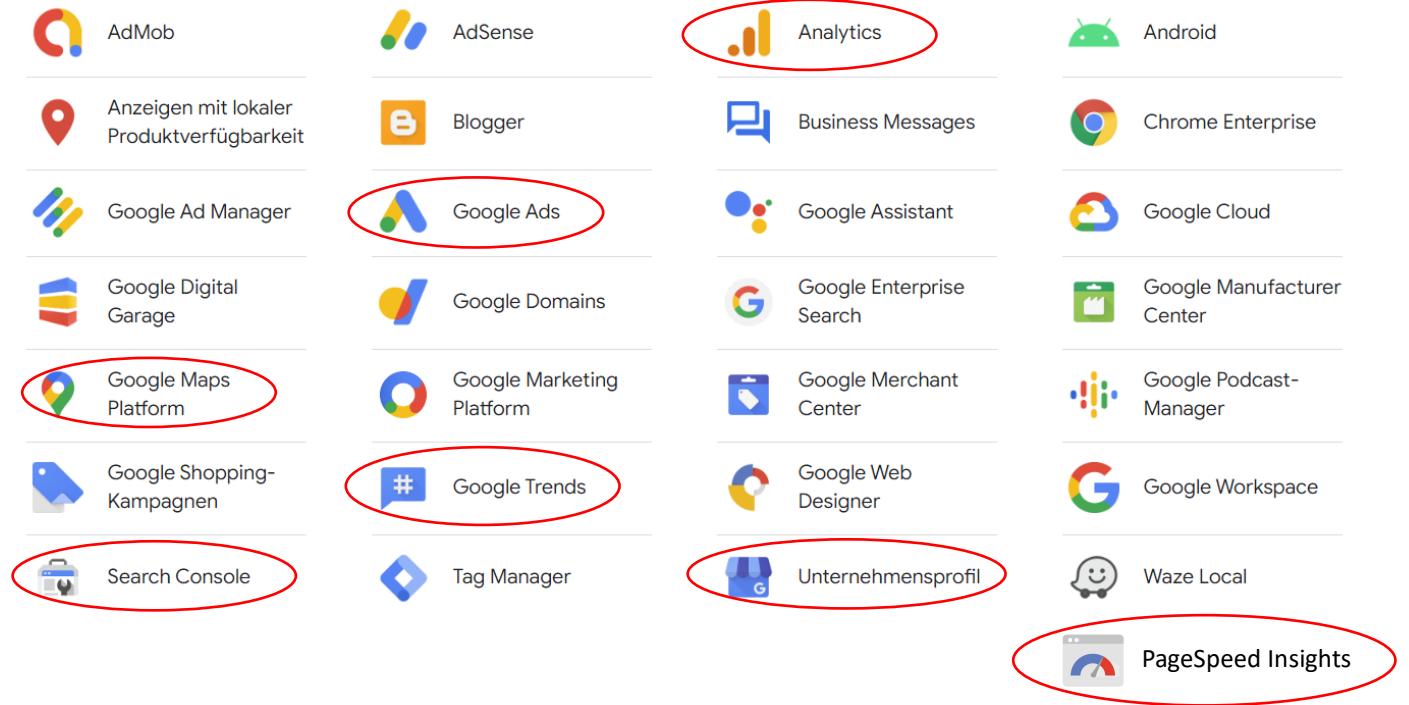 AdMob
AdSense
Analytics
Android
Anzeigen mit lokaler
Produktverfügbarkeit
Blogger
Business Messages
Chrome Enterprise
Google Ad Manager
Google Ads
Google Assistant
Google Cloud
Google Digital
Garage
Google Domains
Google Enterprise
Search
Google Manufacturer
Center
Google Maps
Platform
Google Marketing
Platform
Google Merchant
Center
Google Podcast-
Manager
Google Shopping-
Kampagnen
Google Trends
Google Web
Designer
Google Workspace
Search Console
Tag Manager
Unternehmensprofil
Waze Local
PageSpeed Insights